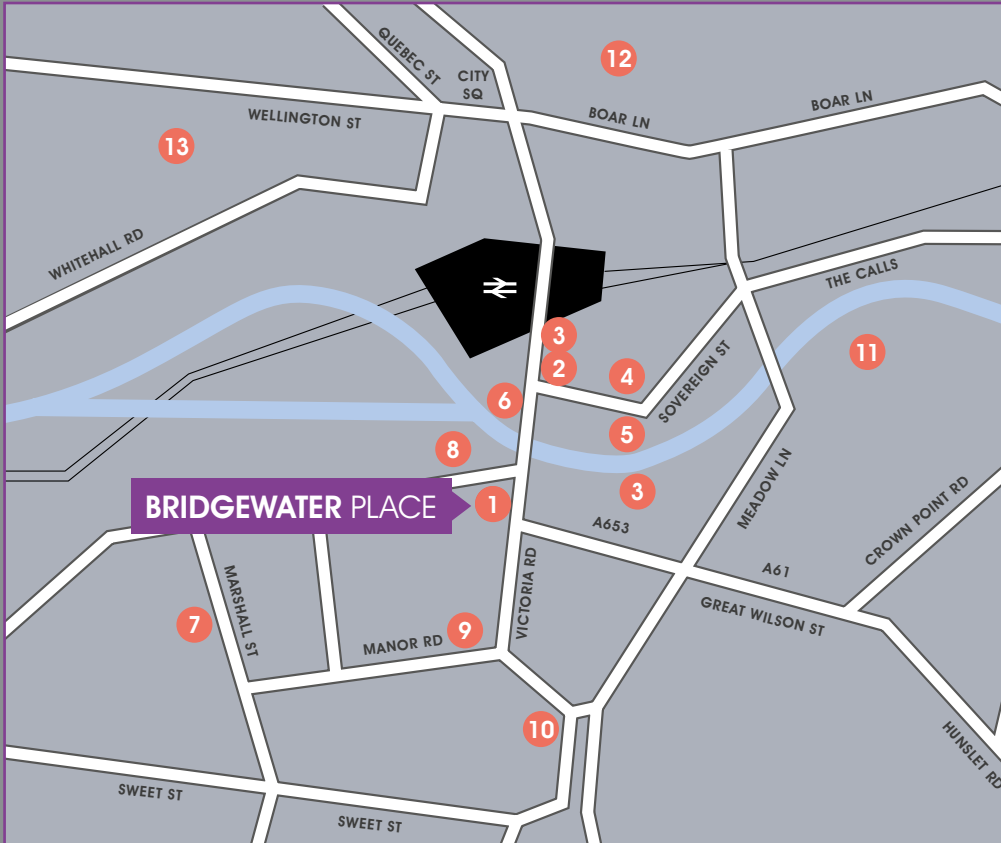 QUEBEC ST
CITY
SQ
12
BOAR LN
BOAR LN
WELLINGTON ST
13
WHITEHALL RD
THE CALLS
3
2
4
11
SOVEREIGN ST
6
5
8
3
BRIDGEWATER PLACE
1
A653
MEADOW LN
CROWN POINT RD
A61
GREAT WILSON ST
MARSHALL ST
VICTORIA RD
7
MANOR RD
9
10
HUNSLET RD
SWEET ST
SWEET ST